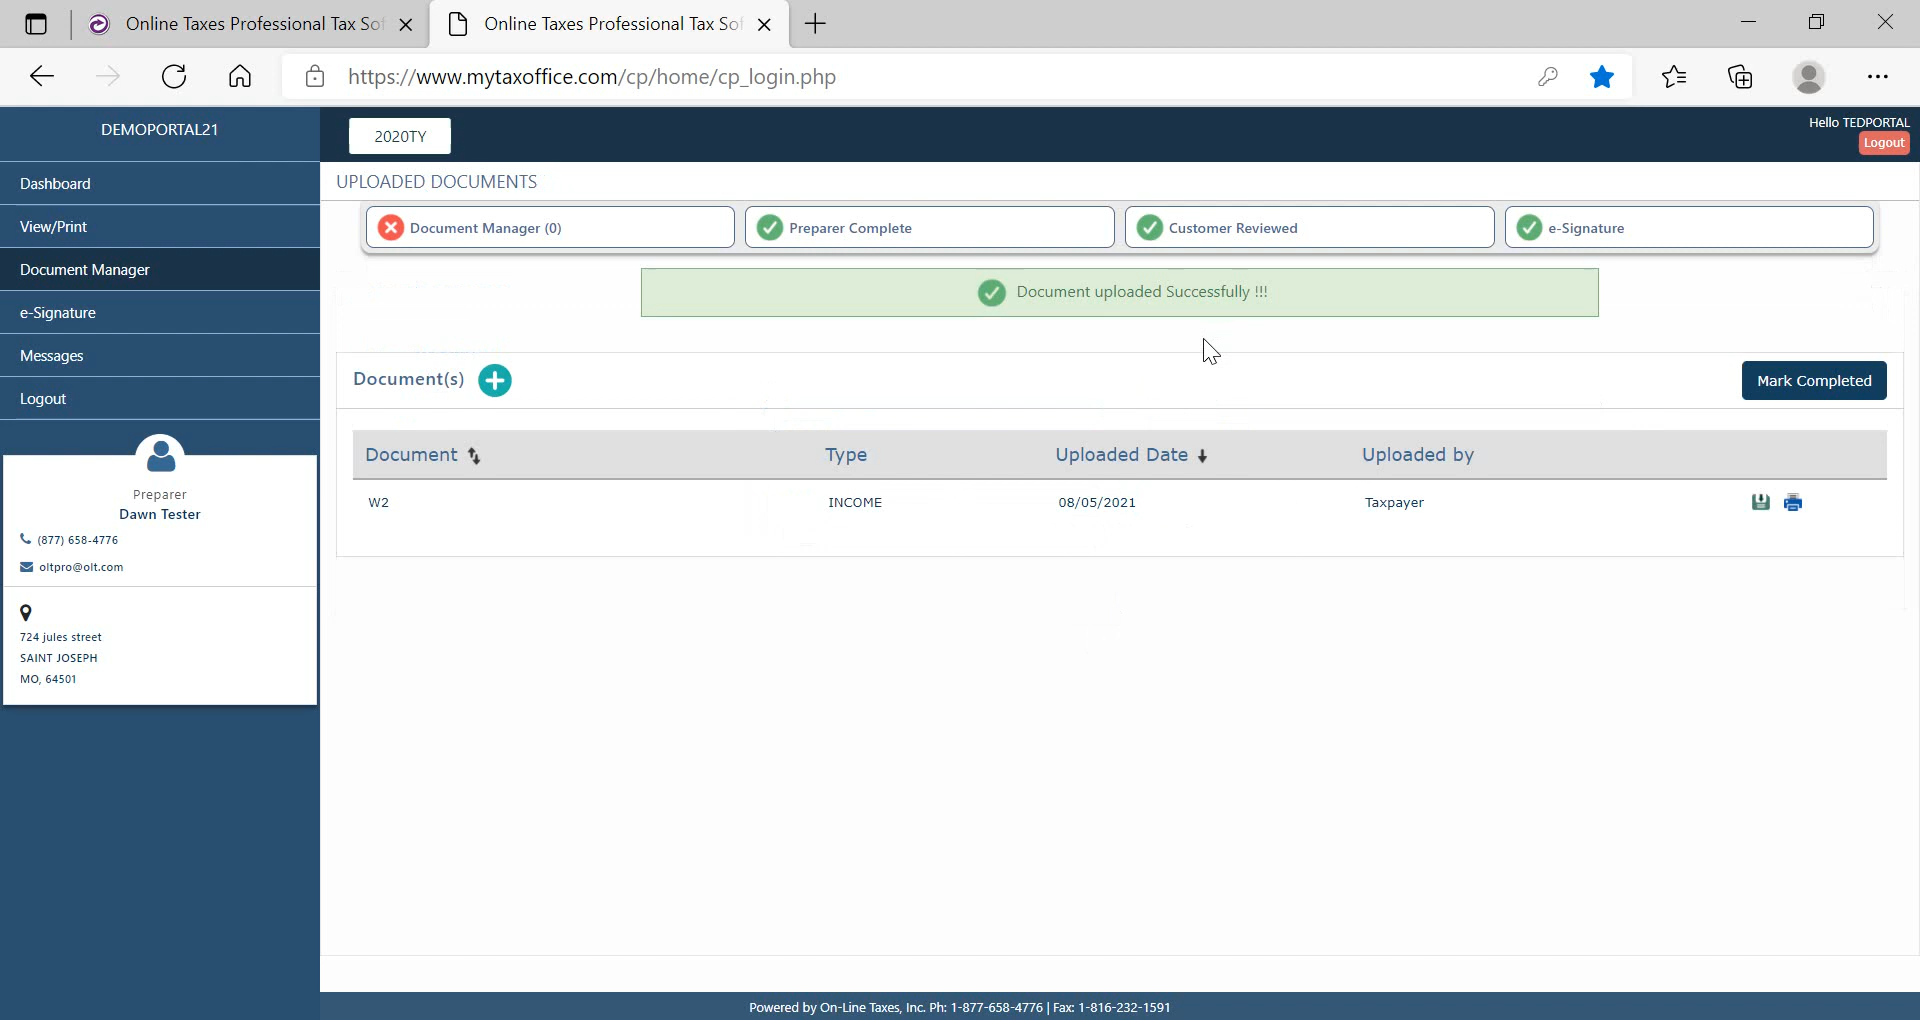 Online Taxes Professional Tax Sof
Online Taxes Professional Tax Sof
https://www.mytaxoffice.com/cp/home/cp_login.php
DEMOPORTAL21
2020TY
Hello TEDPORTAL
Logout
Dashboard
View/Print
Document Manager
e-Signature
Messages
Logout
Preparer
Dawn Tester
(877) 658-4776
oltpro@olt.com
724 jules street
SAINT JOSEPH
MO, 64501
UPLOADED DOCUMENTS
Document Manager (0)
Preparer Complete
Customer Reviewed
e-Signature
Document uploaded Successfully !!!
Document(s)
Mark Completed
Document Type Uploaded Date Uploaded by
W2 INCOME 08/05/2021 Taxpayer
Powered by On-Line Taxes, Inc. Ph: 1-877-658-4776 | Fax: 1-816-232-1591